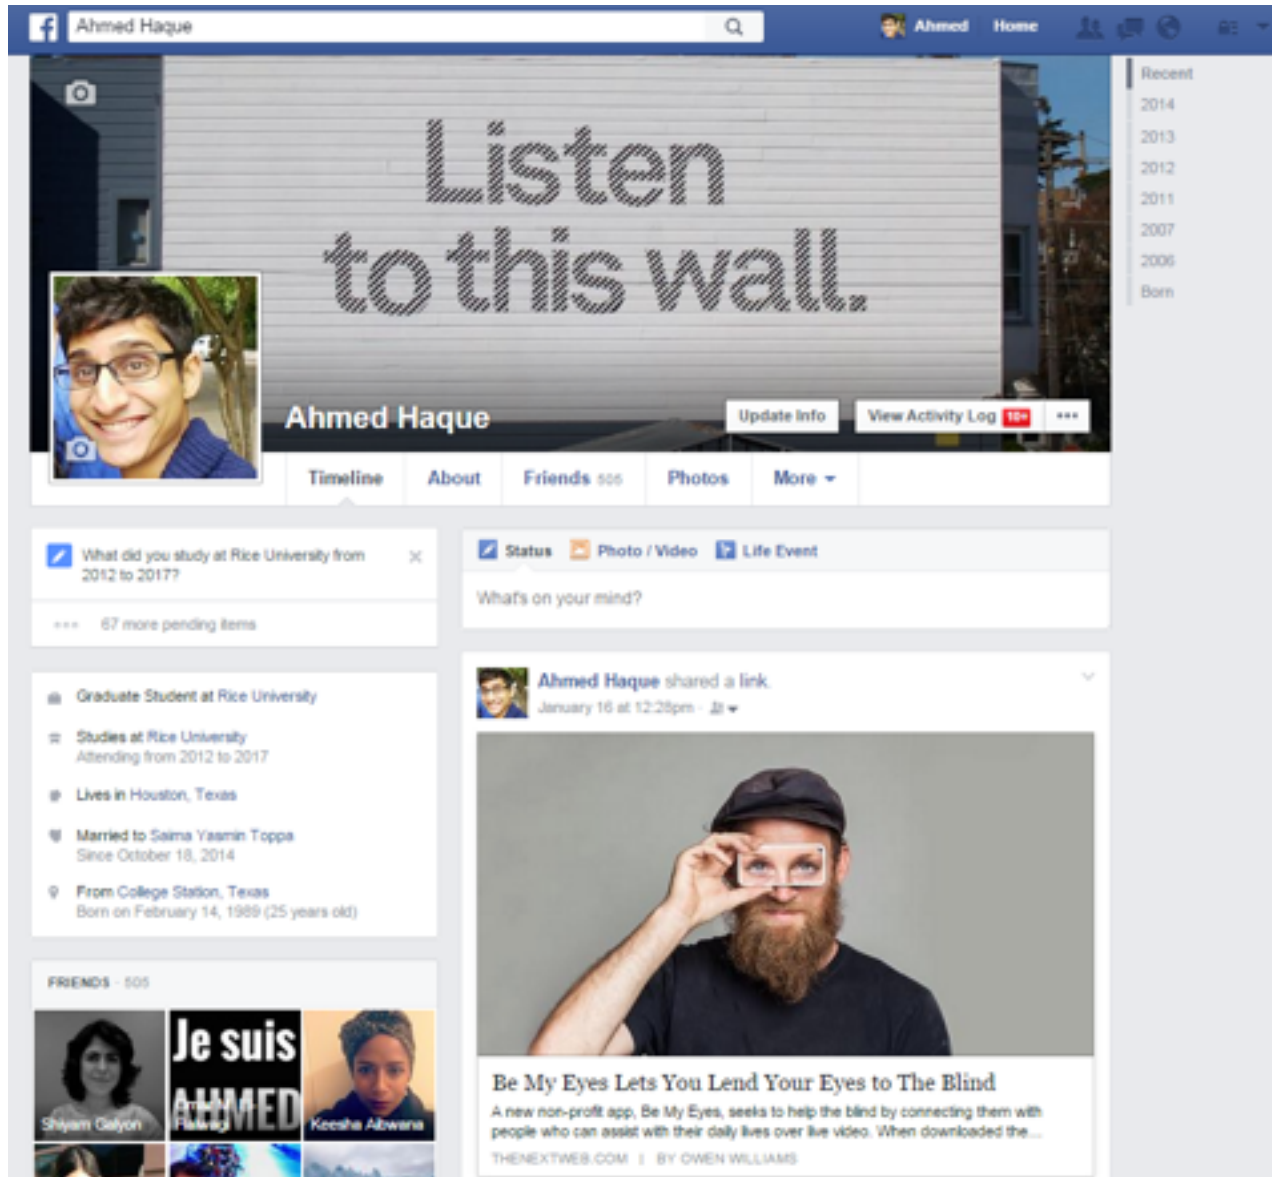 f
Ahmed Haque
Ahmed
Home
Recent
2014
2013
2012
2011
2007
2006
Born
Listen
to this wall.
Ahmed Haque
Update Info
View Activity Log 10+
Timeline
About
Friends 505
Photos
More
What did you study at Rice University from
2012 to 2017?
67 more pending items
Graduate Student at Rice University
Studies at Rice University
Attending from 2012 to 2017
Lives in Houston, Texas
Married to Saima Yasmin Toppa
Since October 18, 2014
From College Station, Texas
Born on February 14, 1989 (25 years old)
FRIENDS · 505
Je suis
AHMED
Shiyam Galyon
Keesha
Status
Photo / Video
Life Event
What's on your mind?
Ahmed Haque shared a link.
January 16 at 12:28pm ·
Be My Eyes Lets You Lend Your Eyes to The Blind
A new non-profit app, Be My Eyes, seeks to help the blind by connecting them with
people who can assist with their daily lives over live video. When downloaded the...
THENEXTWEB.COM | BY OWEN WILLIAMS